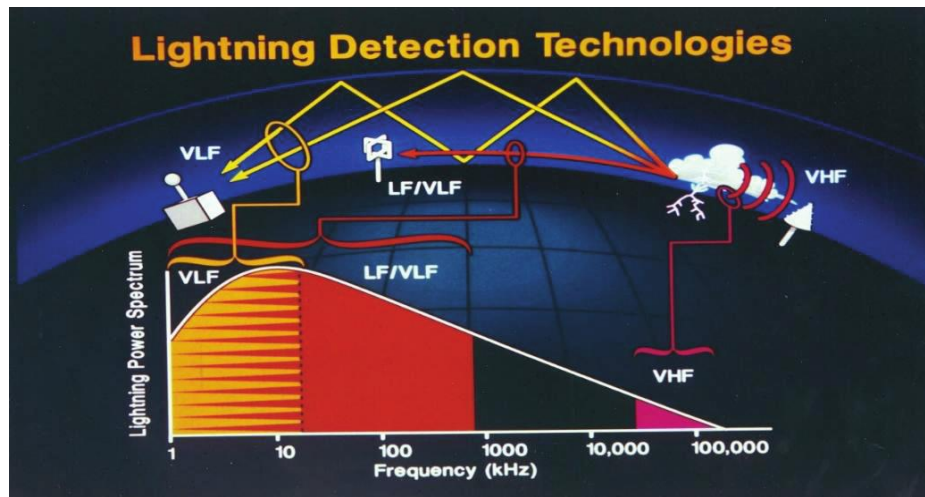 Lightning Detection Technologies
VLF
LF/VLF
VHF
VLF
LF/VLF
VHF
Lightning Power Spectrum
1
10
100
1000
10,000
100,000
Frequency (kHz)